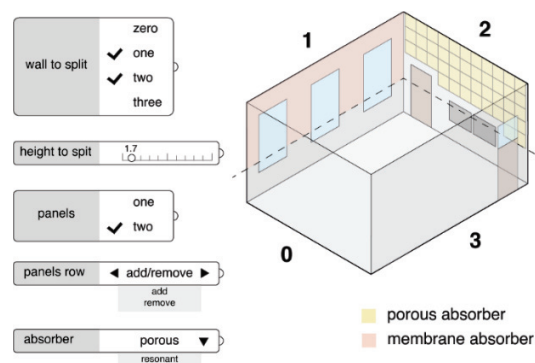 wall to split
zero
one
two
three
height to spit
1.7
panels
one
two
panels row
add/remove
add
remove
absorber
porous
resonant
1
2
0
3
porous absorber
membrane absorber